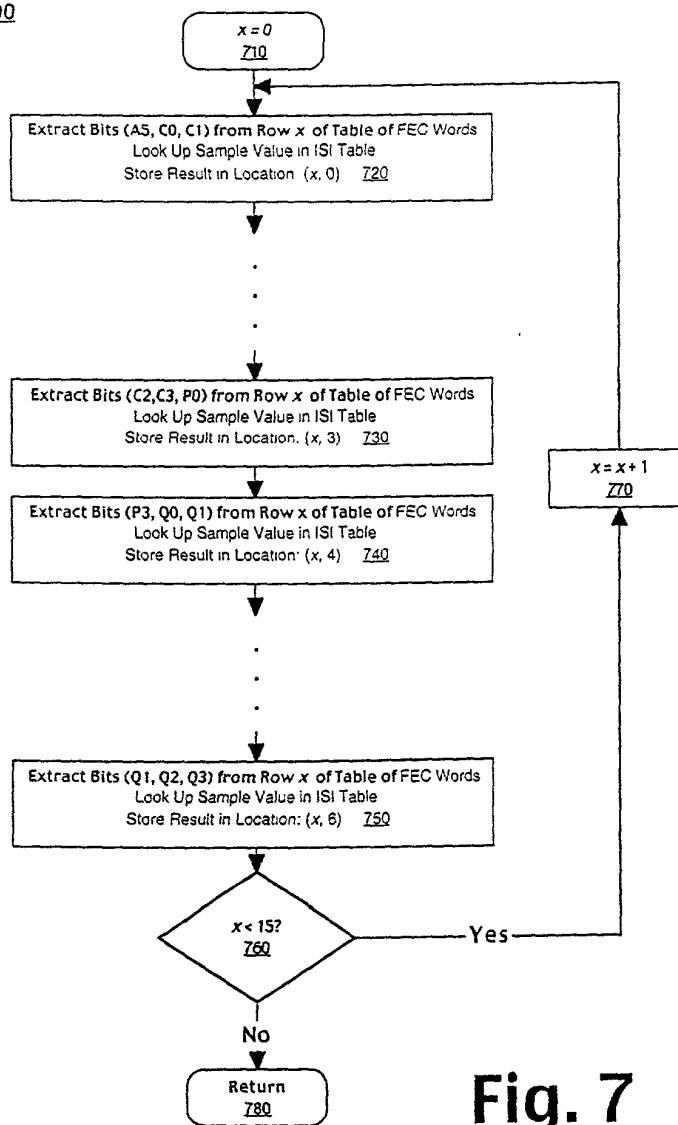 x = 0
710
Extract Bits (A5, C0, C1) from Row x of Table of FEC Words
Look Up Sample Value in ISI Table
Store Result in Location (x, 0) 720
.
.
.
Extract Bits (C2,C3, P0) from Row x of Table of FEC Words
Look Up Sample Value in ISI Table
Store Result in Location. (x, 3) 730
x = x + 1
770
Extract Bits (P3, Q0, Q1) from Row x of Table of FEC Words
Look Up Sample Value in ISI Table
Store Result in Location: (x, 4) 740
.
.
.
Extract Bits (Q1, Q2, Q3) from Row x of Table of FEC Words
Look Up Sample Value in ISI Table
Store Result in Location: (x, 6) 750
x < 15?
760
Yes
No
Return
780
Fig. 7